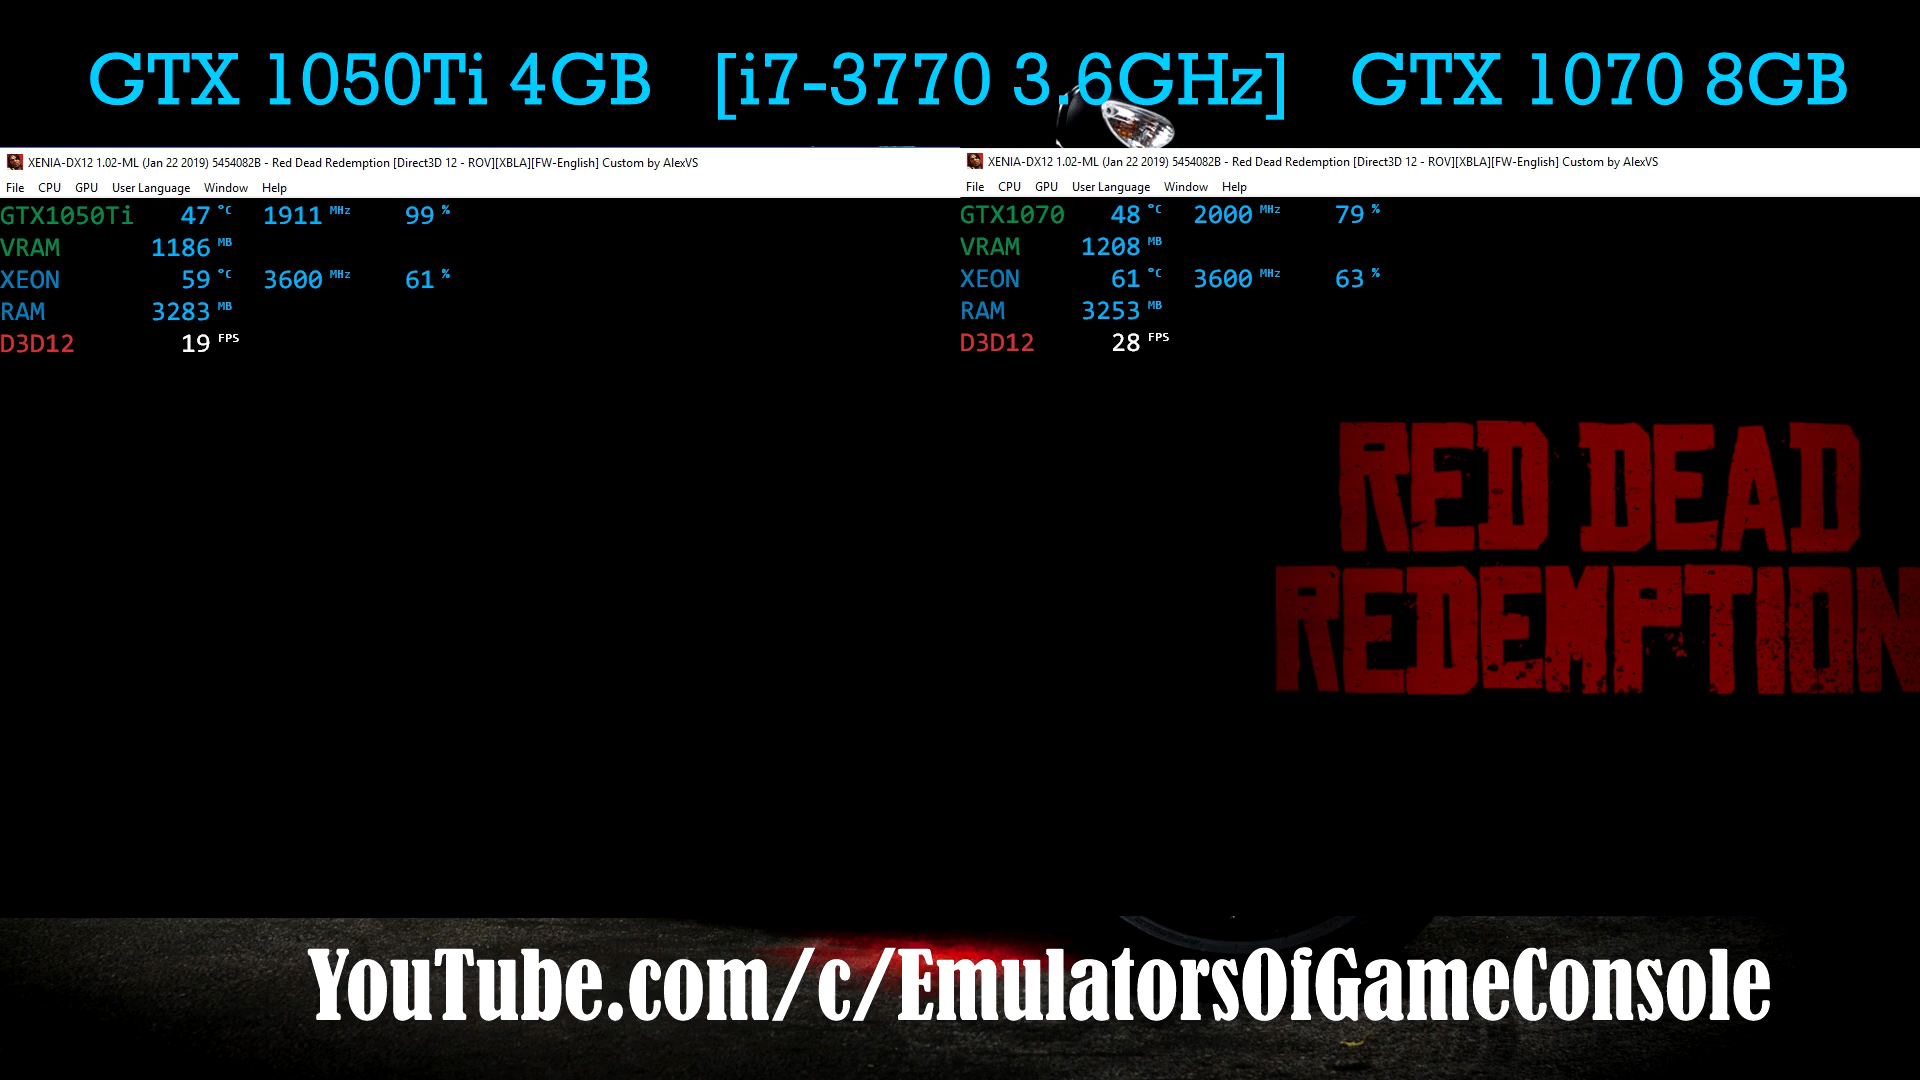 GTX 1050Ti 4GB [i7-3770 3.6GHz] GTX 1070 8GB
XENIA-DX12 1.02-ML (Jan 22 2019) 5454082B - Red Dead Redemption [Direct3D 12 - ROV][XBLA][FW-English] Custom by AlexVS
File CPU GPU User Language Window Help
GTX1050Ti 47 °C 1911 MHz 99 %
VRAM 1186 MB
XEON 59 °C 3600 MHz 61 %
RAM 3283 MB
D3D12 19 FPS
XENIA-DX12 1.02-ML (Jan 22 2019) 5454082B - Red Dead Redemption [Direct3D 12 - ROV][XBLA][FW-English] Custom by AlexVS
File CPU GPU User Language Window Help
GTX1070 48 °C 2000 MHz 79 %
VRAM 1208 MB
XEON 61 °C 3600 MHz 63 %
RAM 3253 MB
D3D12 28 FPS
RED DEAD
REDEMPTION
YouTube.com/c/EmulatorsOfGameConsole